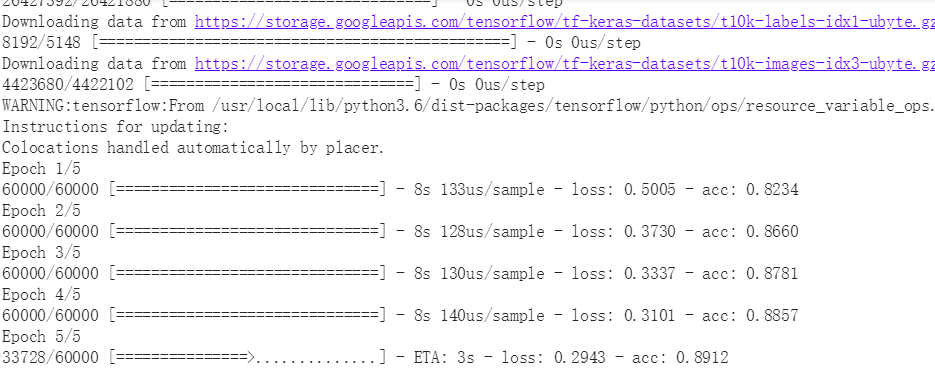 26427392/26421880 [==============================] - 0s 0us/step
Downloading data from https://storage.googleapis.com/tensorflow/tf-keras-datasets/t10k-labels-idx1-ubyte.gz
8192/5148 [===============================================] - 0s 0us/step
Downloading data from https://storage.googleapis.com/tensorflow/tf-keras-datasets/t10k-images-idx3-ubyte.gz
4423680/4422102 [==============================] - 0s 0us/step
WARNING:tensorflow:From /usr/local/lib/python3.6/dist-packages/tensorflow/python/ops/resource_variable_ops.
Instructions for updating:
Colocations handled automatically by placer.
Epoch 1/5
60000/60000 [==============================] - 8s 133us/sample - loss: 0.5005 - acc: 0.8234
Epoch 2/5
60000/60000 [==============================] - 8s 128us/sample - loss: 0.3730 - acc: 0.8660
Epoch 3/5
60000/60000 [==============================] - 8s 130us/sample - loss: 0.3337 - acc: 0.8781
Epoch 4/5
60000/60000 [==============================] - 8s 140us/sample - loss: 0.3101 - acc: 0.8857
Epoch 5/5
33728/60000 [===============>..............] - ETA: 3s - loss: 0.2943 - acc: 0.8912